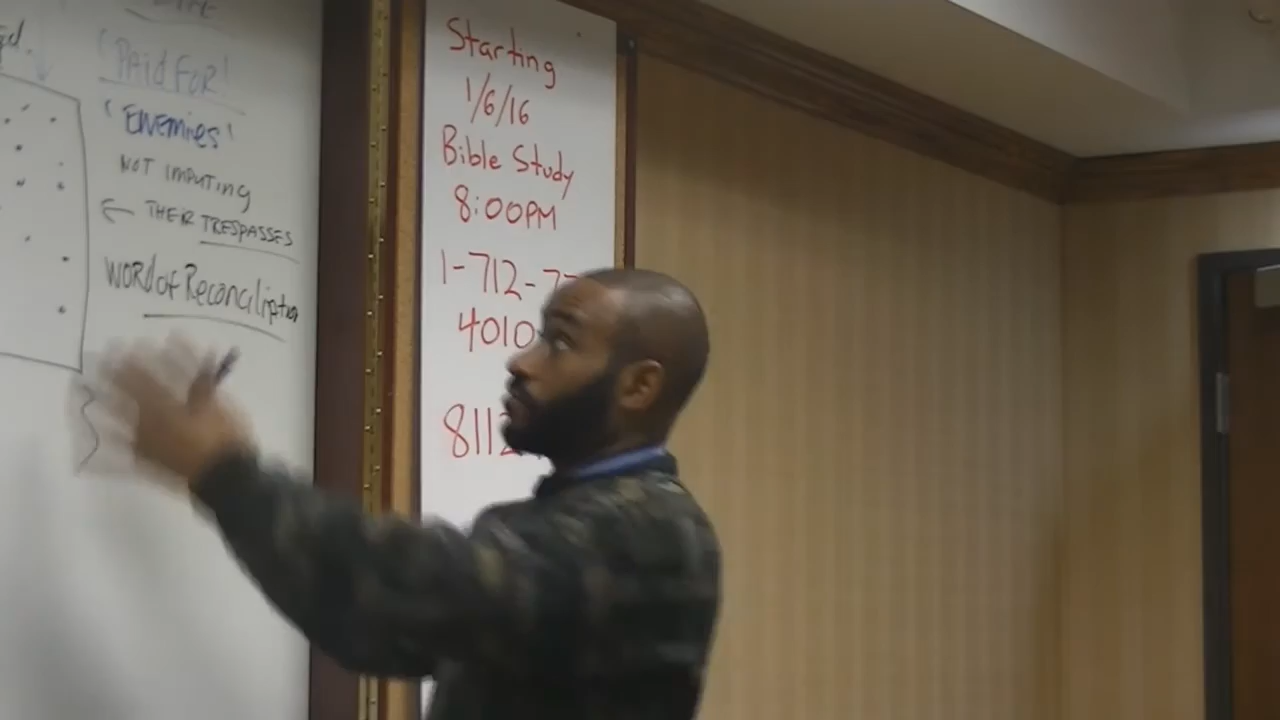 "Paid For!
"Enemies"
NOT IMPUTING
← THEIR TRESPASSES
WORD of Reconciliation
Starting
1/6/16
Bible Study
8:00PM
1-712-7
4010
8112